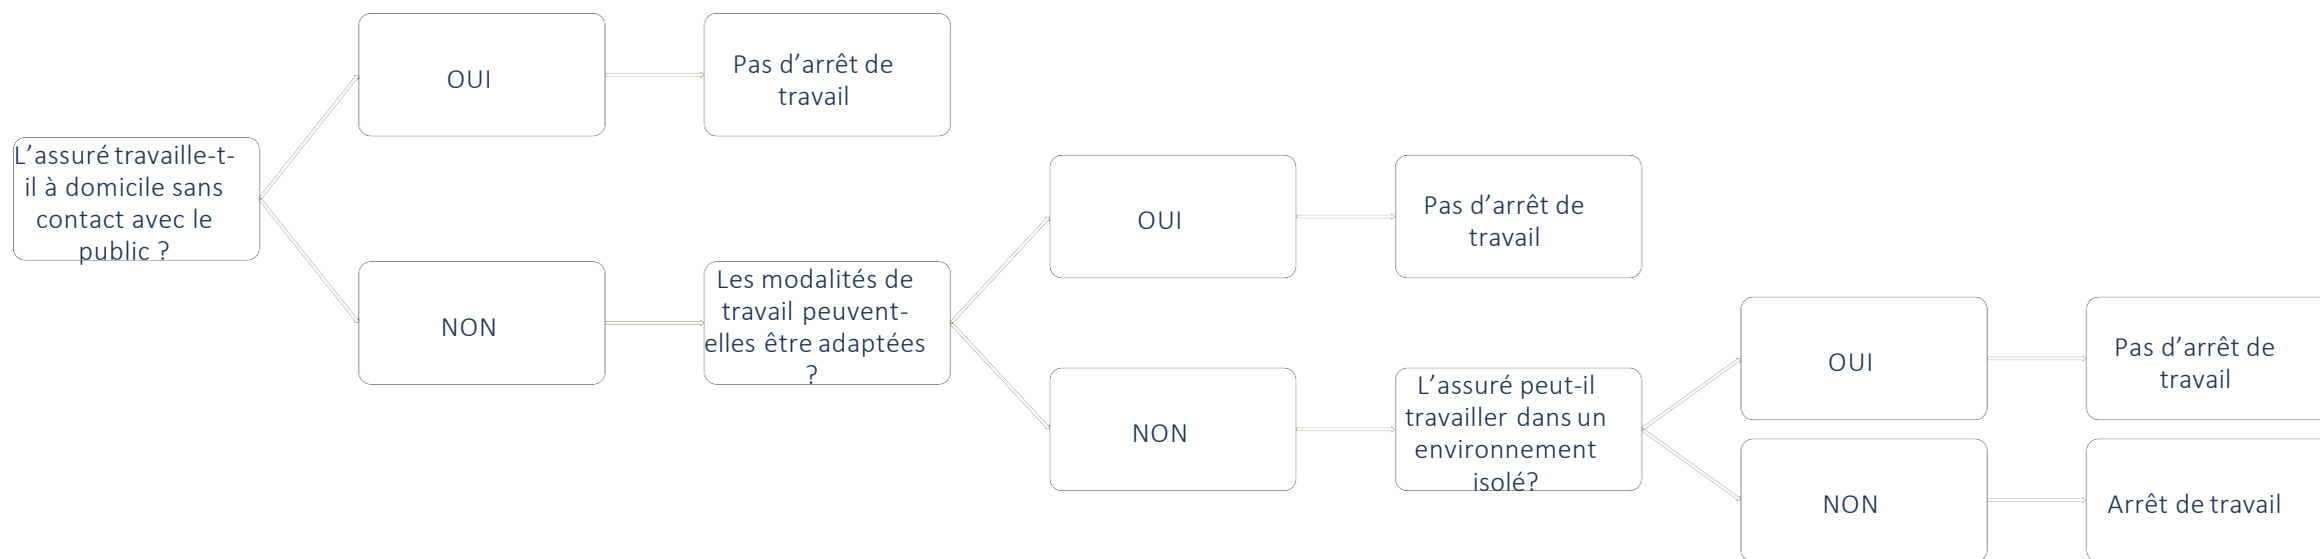 L’assuré travaille-t-
il à domicile sans
contact avec le
public ?
OUI
Pas d’arrêt de
travail
NON
Les modalités de
travail peuvent-
elles être adaptées
?
OUI
Pas d’arrêt de
travail
NON
L’assuré peut-il
travailler dans un
environnement
isolé?
OUI
Pas d’arrêt de
travail
NON
Arrêt de travail